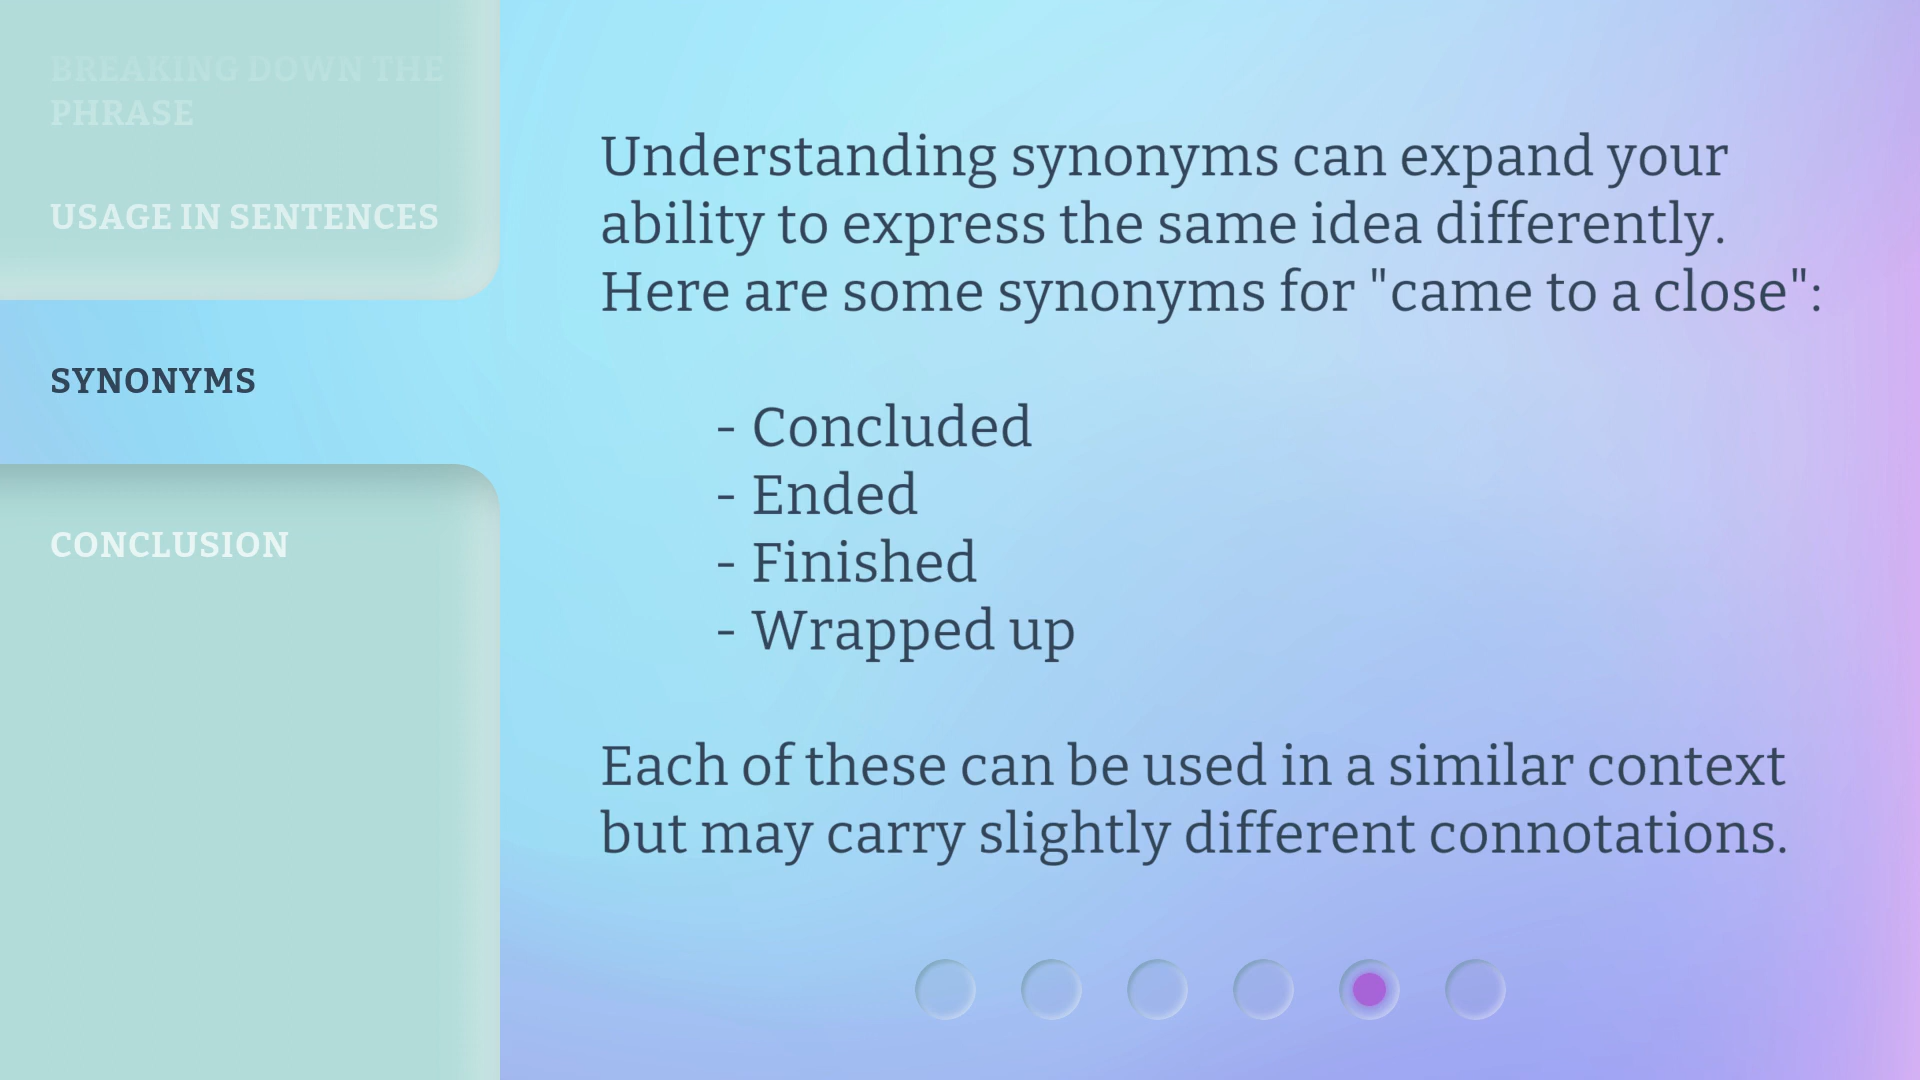 BREAKING DOWN THE
PHRASE
USAGE IN SENTENCES
SYNONYMS
CONCLUSION
Understanding synonyms can expand your
ability to express the same idea differently.
Here are some synonyms for "came to a close":
- Concluded
- Ended
- Finished
- Wrapped up
Each of these can be used in a similar context
but may carry slightly different connotations.